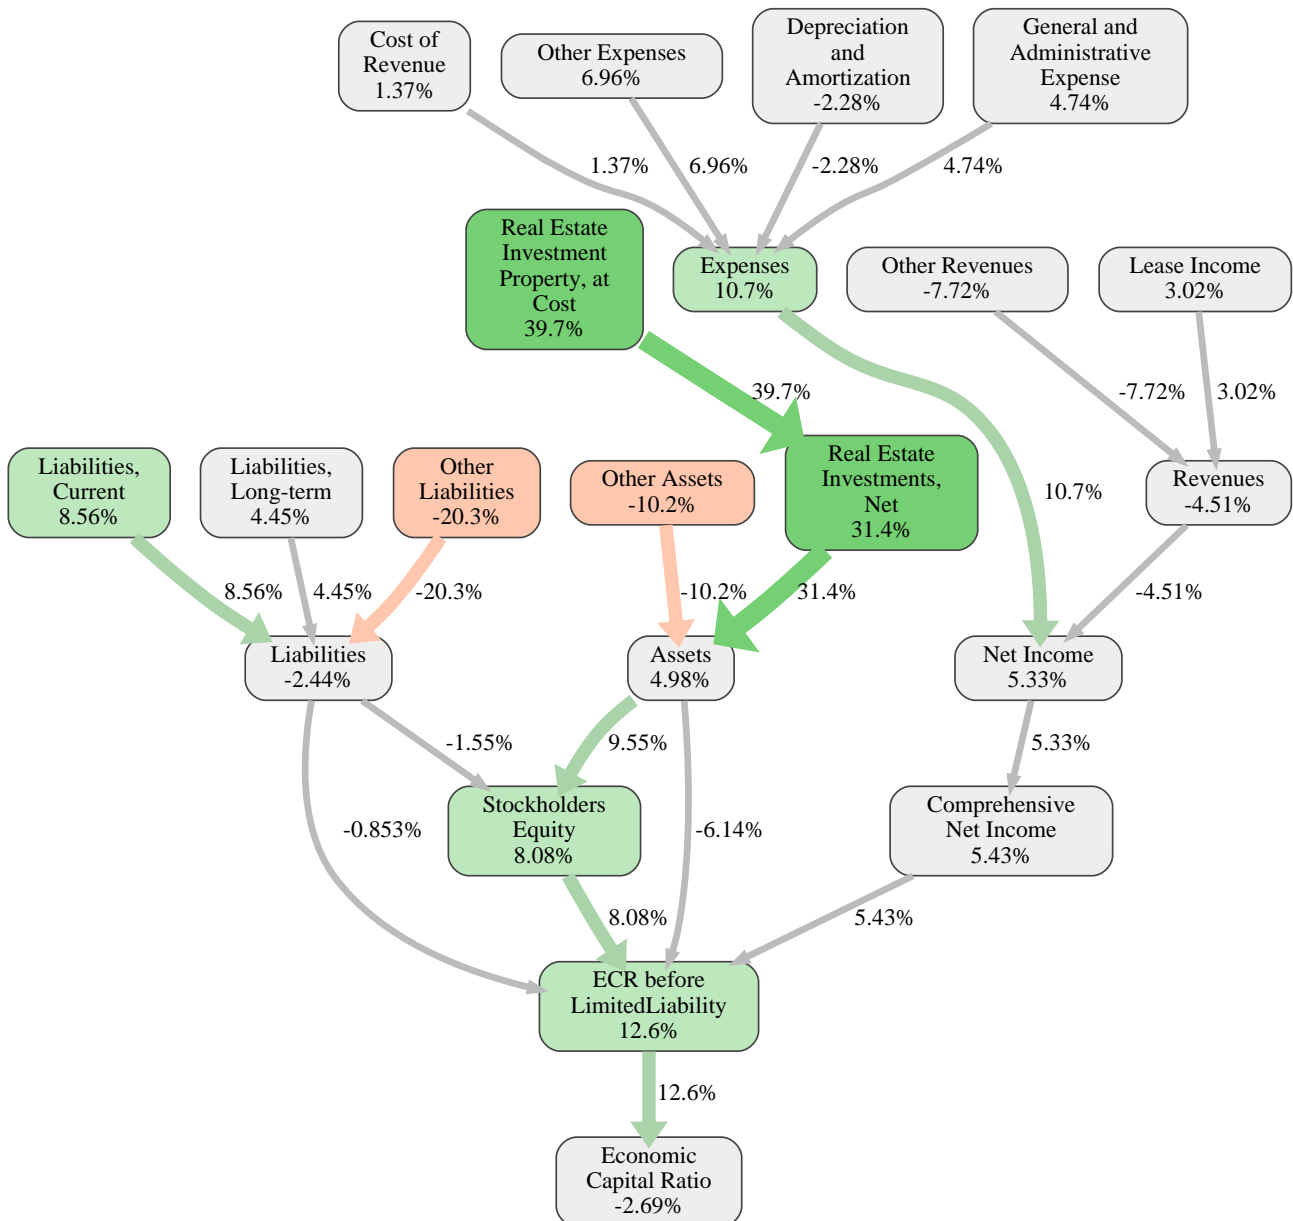 Cost of
Revenue
1.37%
Other Expenses
6.96%
Depreciation
and
Amortization
-2.28%
General and
Administrative
Expense
4.74%
1.37%
6.96%
-2.28%
4.74%
Real Estate
Investment
Property, at
Cost
39.7%
Expenses
10.7%
Other Revenues
-7.72%
Lease Income
3.02%
39.7%
-7.72%
3.02%
Liabilities,
Current
8.56%
Liabilities,
Long-term
4.45%
Other
Liabilities
-20.3%
Other Assets
-10.2%
Real Estate
Investments,
Net
31.4%
10.7%
Revenues
-4.51%
8.56%
4.45%
-20.3%
-10.2%
31.4%
-4.51%
Liabilities
-2.44%
Assets
4.98%
Net Income
5.33%
-1.55%
9.55%
5.33%
Stockholders
Equity
8.08%
Comprehensive
Net Income
5.43%
-0.853%
-6.14%
8.08%
5.43%
ECR before
LimitedLiability
12.6%
12.6%
Economic
Capital Ratio
-2.69%